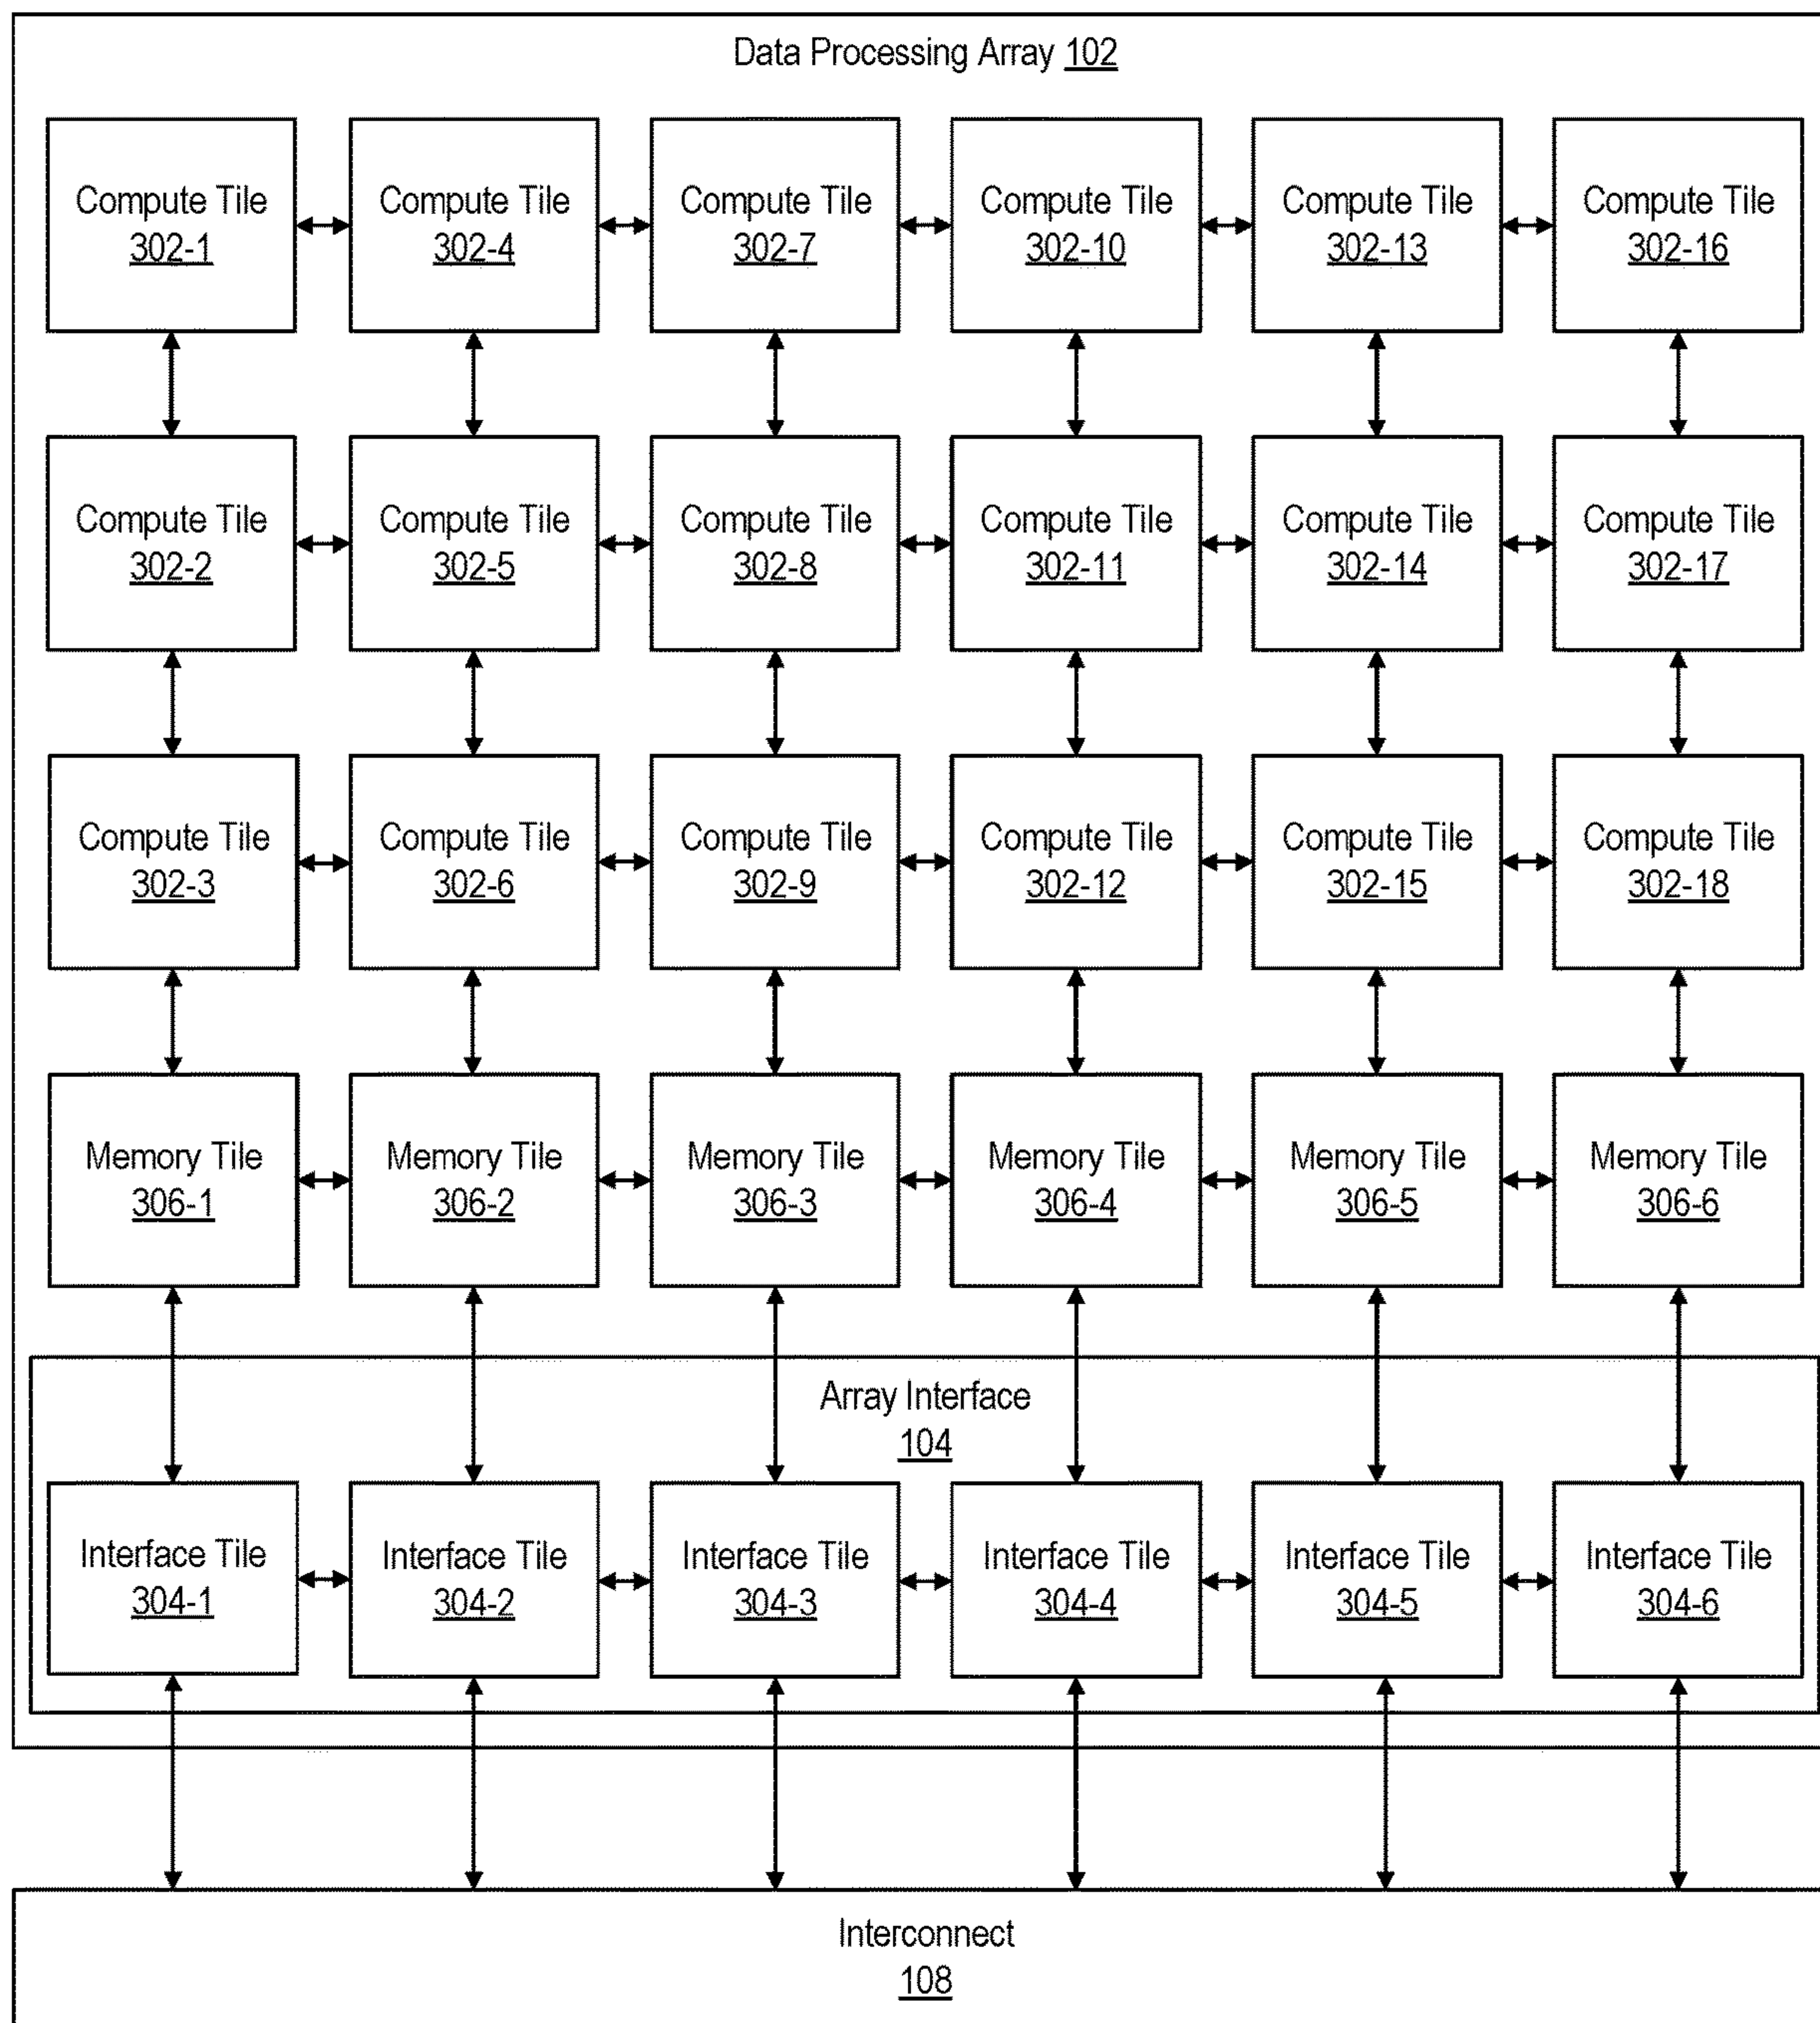 Data Processing Array 102
Compute Tile
302-1
Compute Tile
302-4
Compute Tile
302-7
Compute Tile
302-10
Compute Tile
302-13
Compute Tile
302-16
Compute Tile
302-2
Compute Tile
302-5
Compute Tile
302-8
Compute Tile
302-11
Compute Tile
302-14
Compute Tile
302-17
Compute Tile
302-3
Compute Tile
302-6
Compute Tile
302-9
Compute Tile
302-12
Compute Tile
302-15
Compute Tile
302-18
Memory Tile
306-1
Memory Tile
306-2
Memory Tile
306-3
Memory Tile
306-4
Memory Tile
306-5
Memory Tile
306-6
Array Interface
104
Interface Tile
304-1
Interface Tile
304-2
Interface Tile
304-3
Interface Tile
304-4
Interface Tile
304-5
Interface Tile
304-6
Interconnect
108